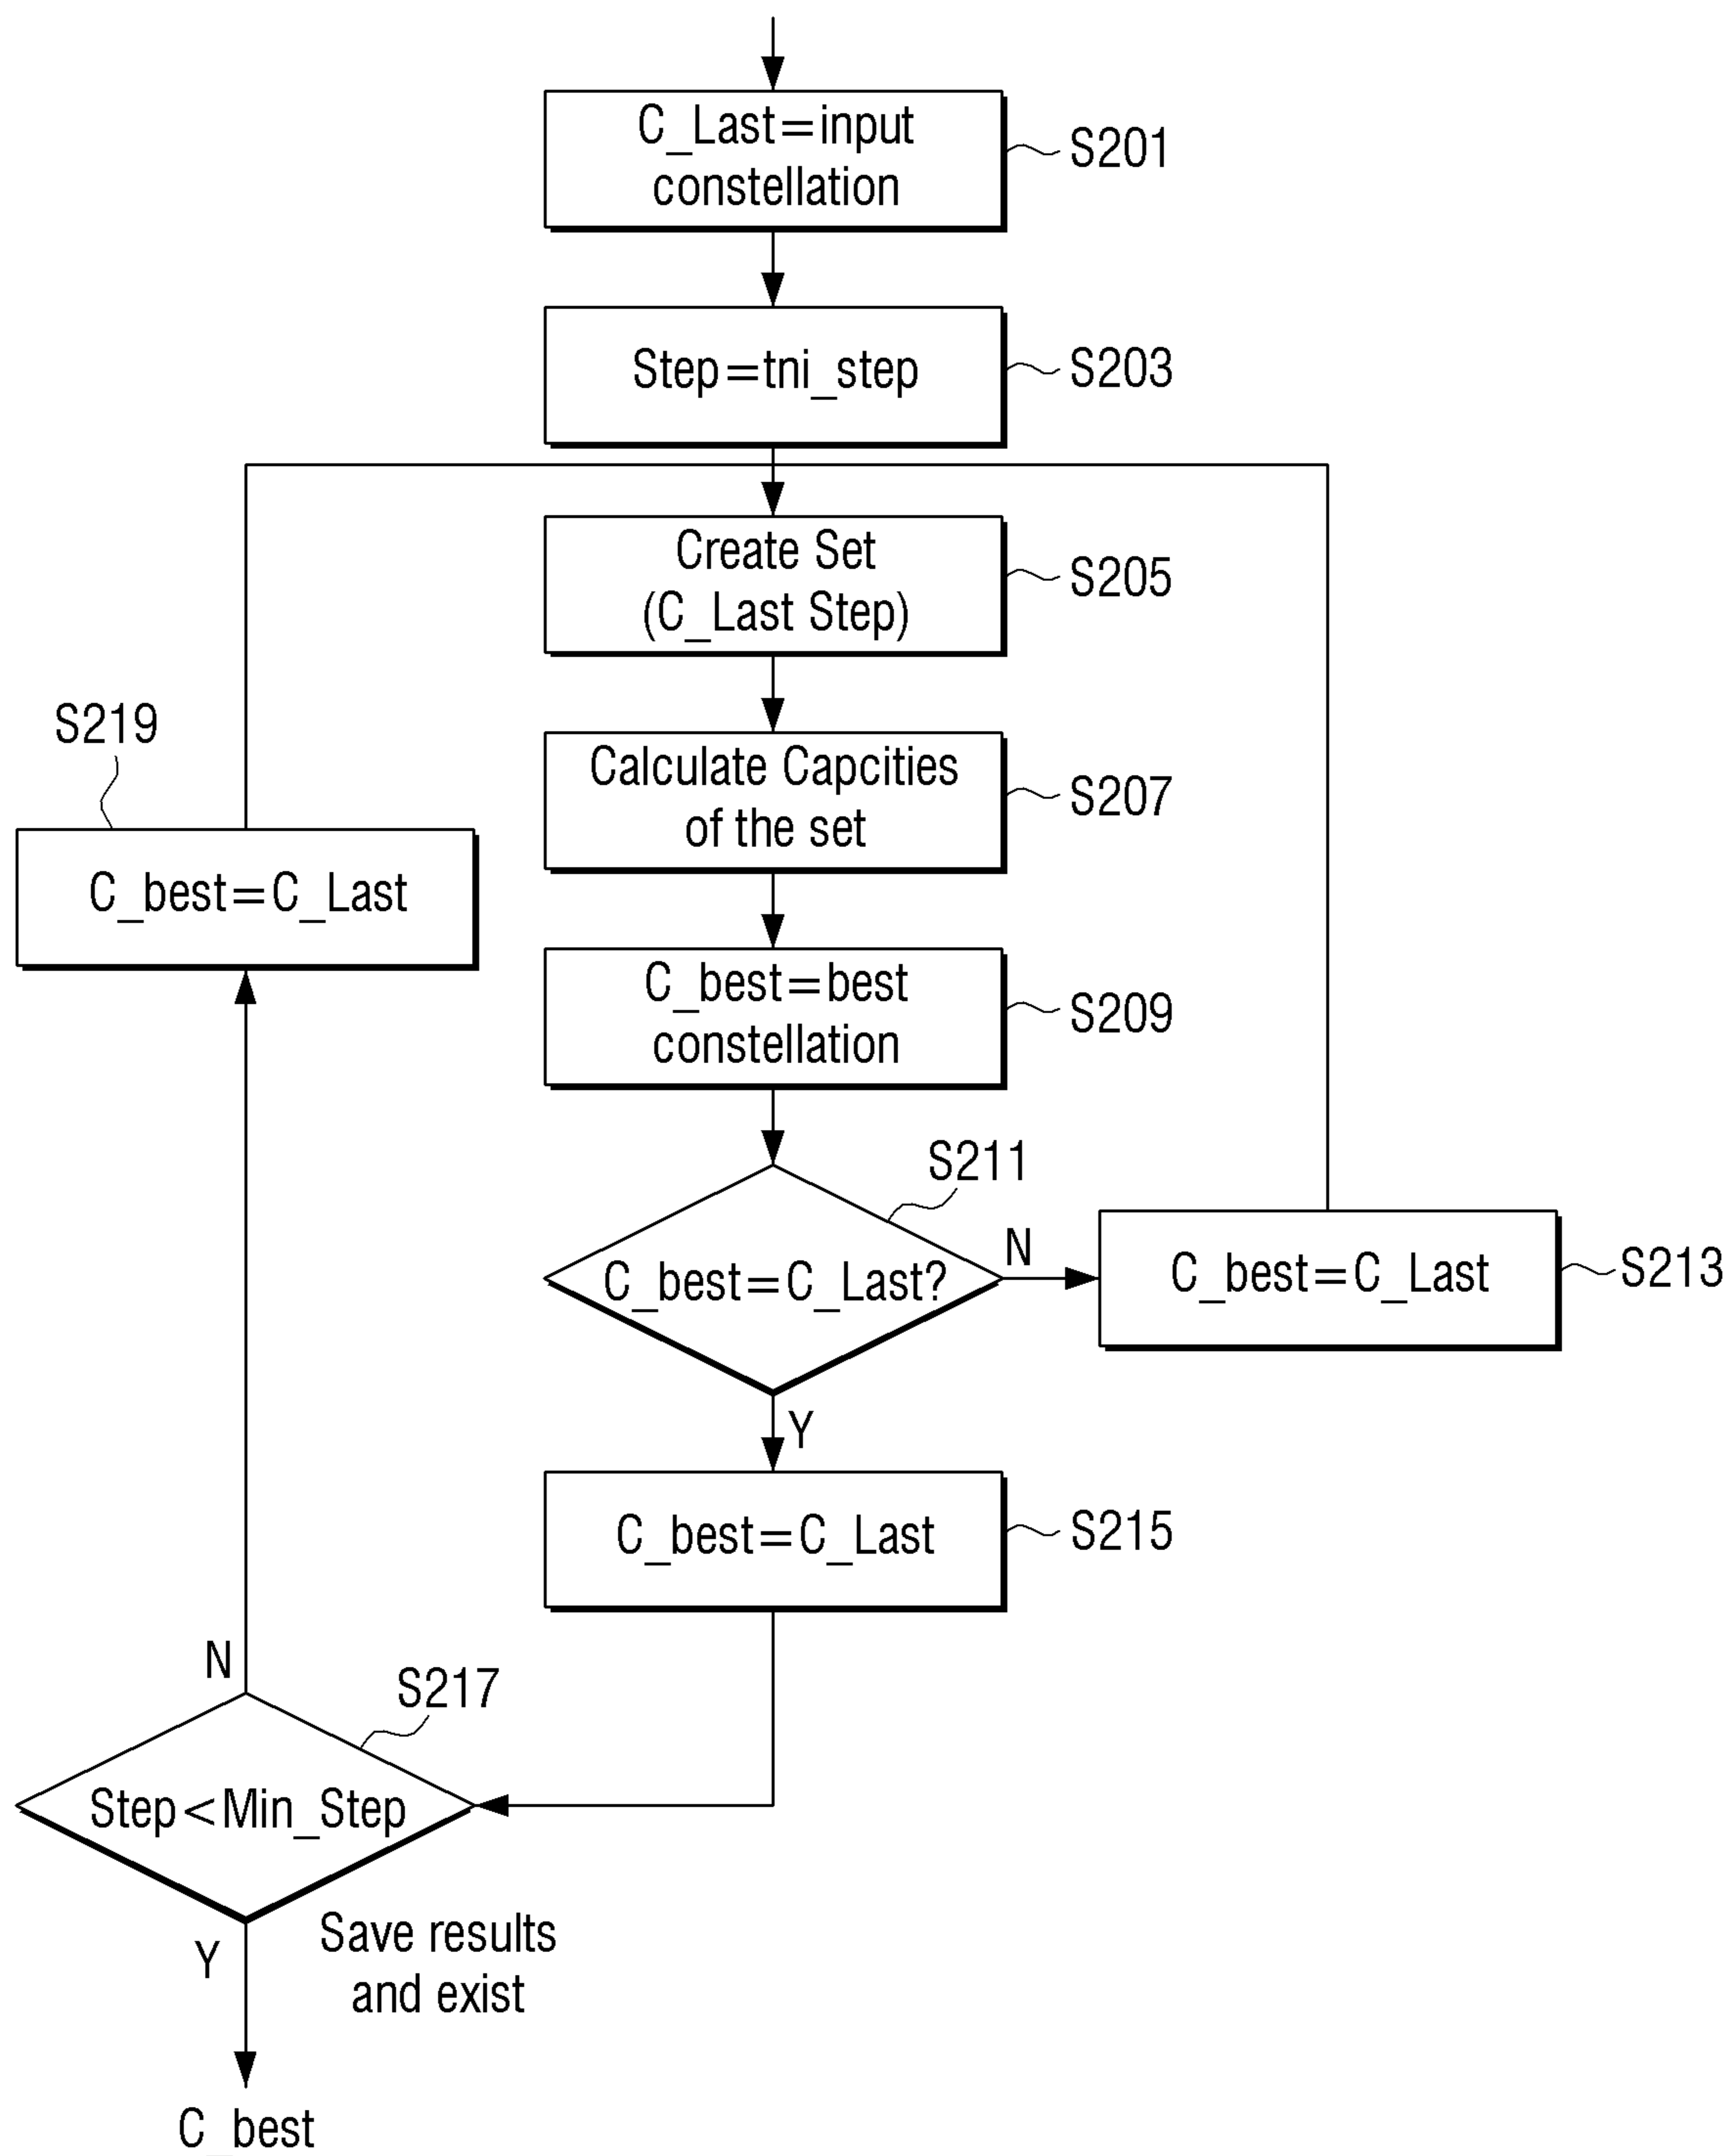 C_Last=input
constellation
S201
Step=tni_step
S203
Create Set
(C_Last Step)
S205
Calculate Capcities
of the set
S207
S219
C_best=C_Last
C_best=best
constellation
S209
S211
C_best=C_Last?
N
C_best=C_Last
S213
Y
C_best=C_Last
S215
N
S217
Step<Min_Step
Y
Save results
and exist
C_best